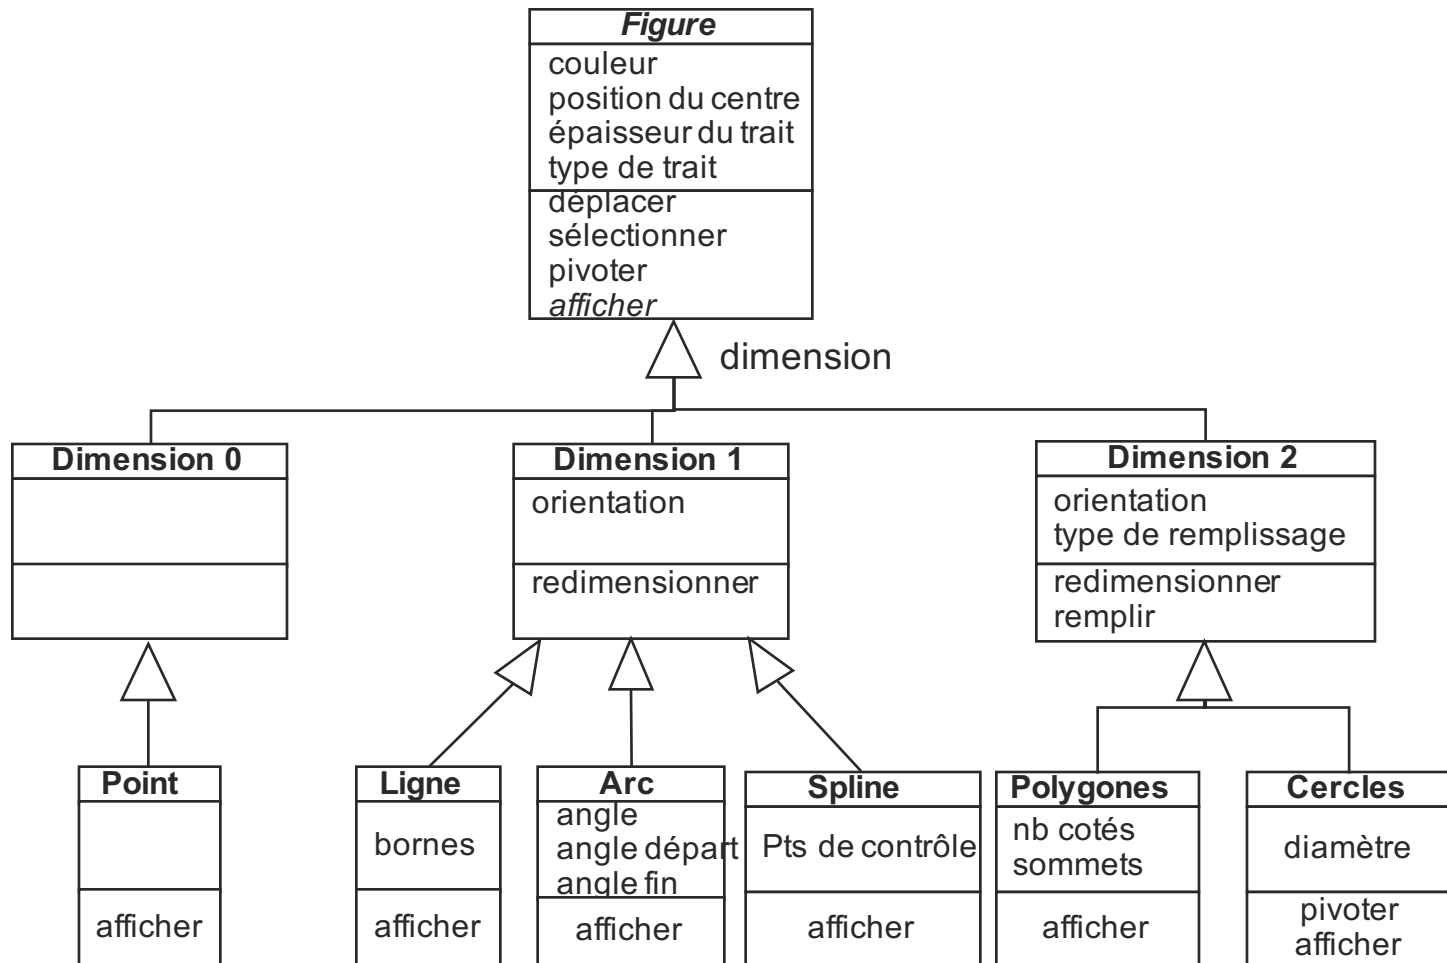 Figure
couleur
position du centre
épaisseur du trait
type de trait
déplacer
sélectionner
pivoter
afficher
dimension
Dimension 0
Dimension 1
orientation
redimensionner
Dimension 2
orientation
type de remplissage
redimensionner
remplir
Point
afficher
Ligne
bornes
afficher
Arc
angle
angle départ
angle fin
afficher
Spline
Pts de contrôle
afficher
Polygones
nb cotés
sommets
afficher
Cercles
diamètre
pivoter
afficher